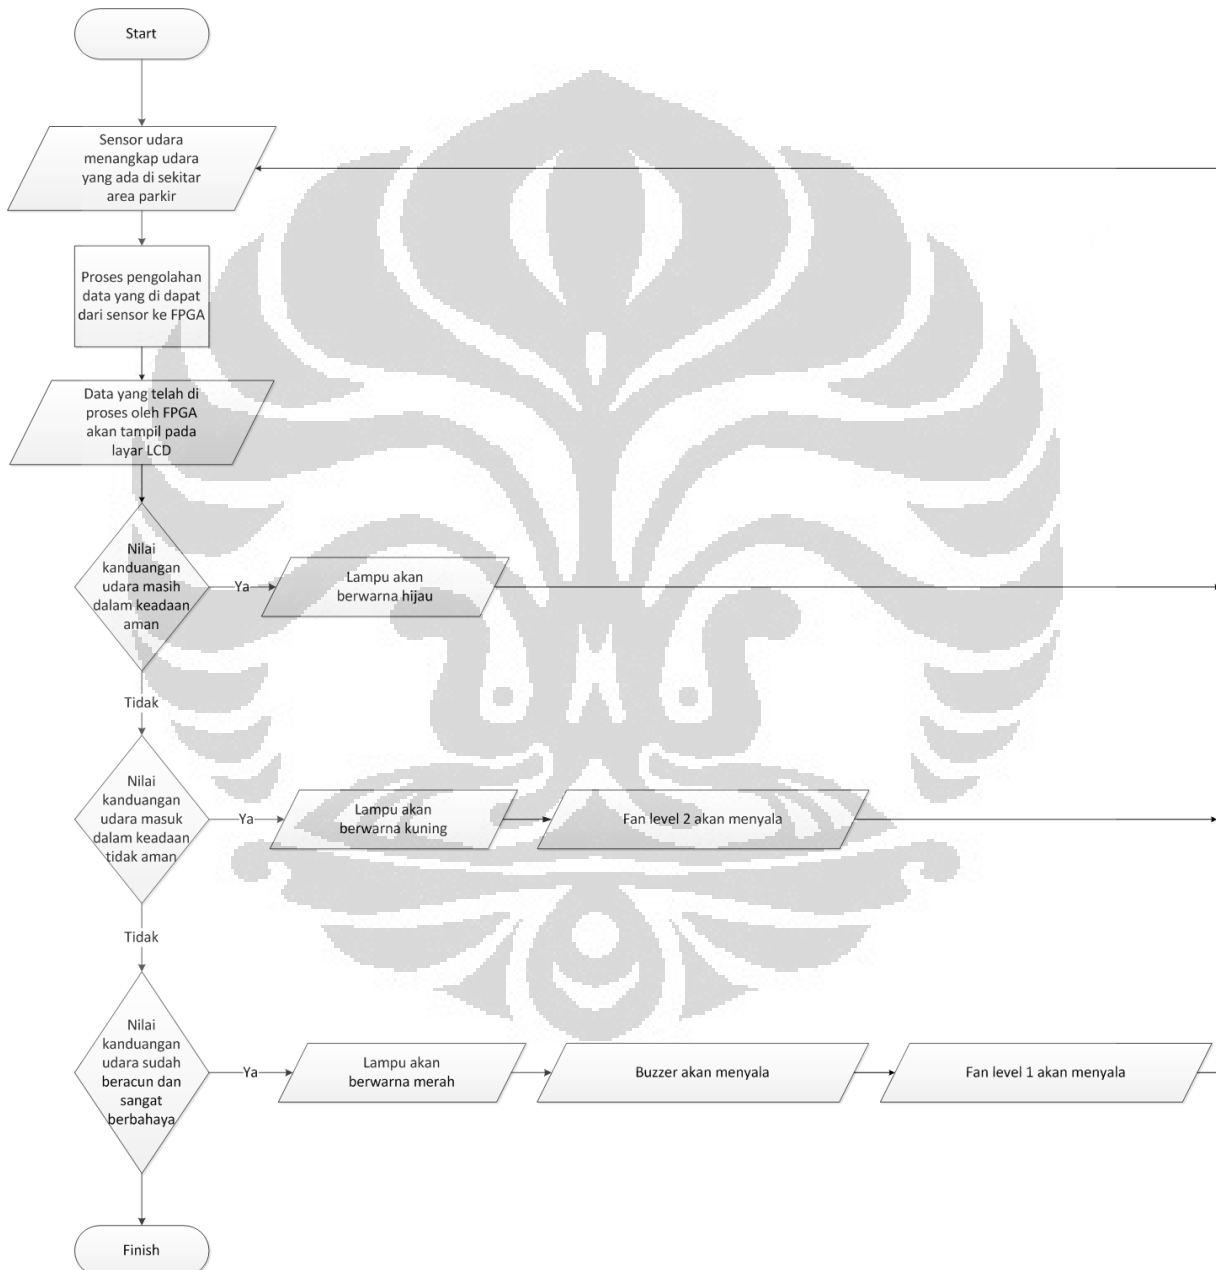 Start
Sensor udara
menangkap udara
yang ada di sekitar
area parkir
Proses pengolahan
data yang di dapat
dari sensor ke FPGA
Data yang telah di
proses oleh FPGA
akan tampil pada
layar LCD
Nilai
kanduangan
udara masih
dalam keadaan
aman
Ya
Lampu akan
berwarna hijau
Tidak
Nilai
kanduangan
udara masuk
dalam keadaan
tidak aman
Ya
Lampu akan
berwarna kuning
Fan level 2 akan menyala
Tidak
Nilai
kanduangan
udara sudah
beracun dan
sangat
berbahaya
Ya
Lampu akan
berwarna merah
Buzzer akan menyala
Fan level 1 akan menyala
Finish